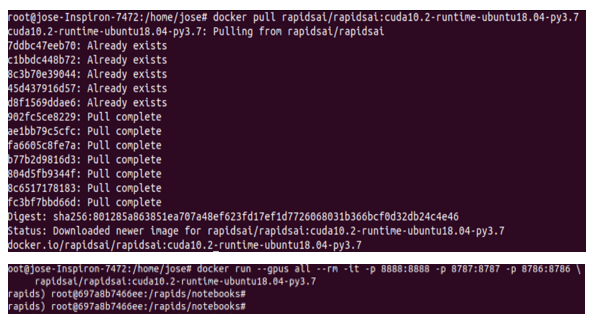 root@jose-Inspiron-7472:/home/jose# docker pull rapidsai/rapidsai:cuda10.2-runtime-ubuntu18.04-py3.7
cuda10.2-runtime-ubuntu18.04-py3.7: Pulling from rapidsai/rapidsai
7ddbc47eeb70: Already exists
c1bbdc448b72: Already exists
8c3b70e39044: Already exists
45d437916d57: Already exists
d8f1569ddae6: Already exists
902fc5ce8229: Pull complete
ae1bb79c5cfc: Pull complete
fa6605c8fe7a: Pull complete
b77b2d9816d3: Pull complete
804d5fb9344f: Pull complete
8c6517178183: Pull complete
fc3bf7bbd66d: Pull complete
Digest: sha256:801285a863851ea707a48ef623fd17ef1d7726068031b366bcf0d32db24c4e46
Status: Downloaded newer image for rapidsai/rapidsai:cuda10.2-runtime-ubuntu18.04-py3.7
docker.io/rapidsai/rapidsai:cuda10.2-runtime-ubuntu18.04-py3.7
oot@jose-Inspiron-7472:/home/jose# docker run --gpus all --rm -it -p 8888:8888 -p 8787:8787 -p 8786:8786 \
rapidsai/rapidsai:cuda10.2-runtime-ubuntu18.04-py3.7
rapids) root@697a8b7466ee:/rapids/notebooks#
rapids) root@697a8b7466ee:/rapids/notebooks#